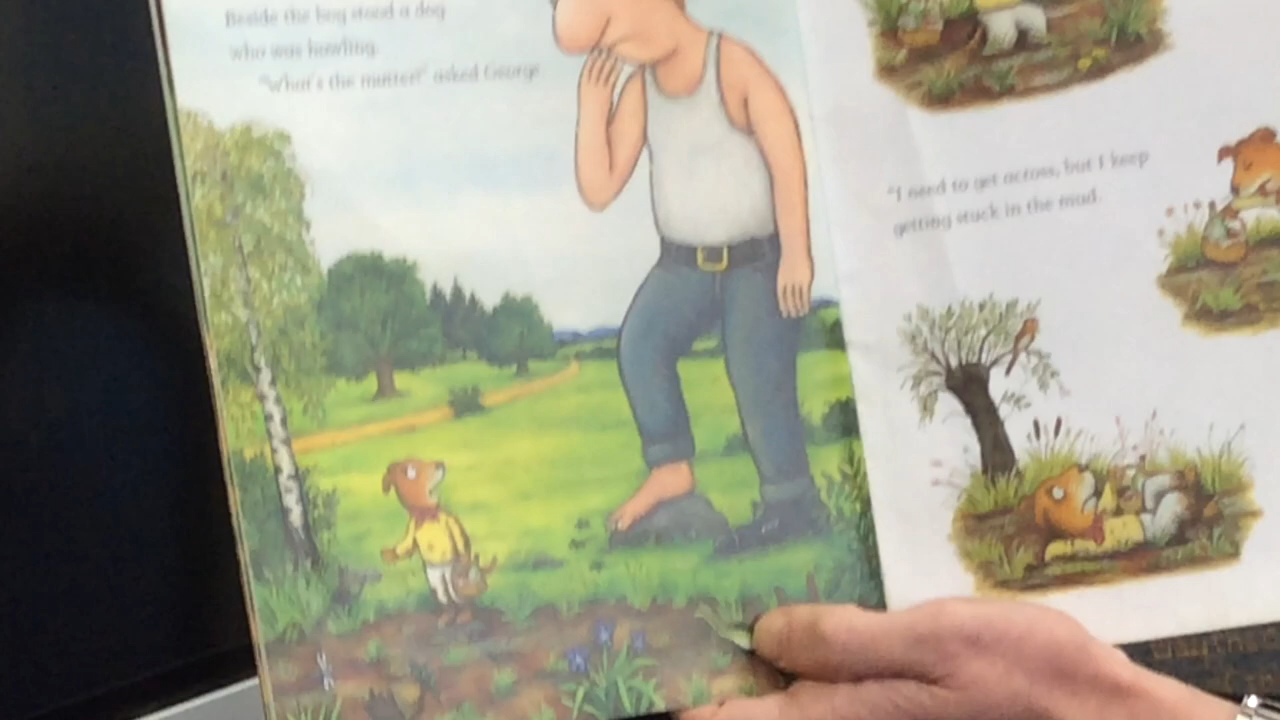 Beside the bog stood a dog
who was howling.
"What's the matter?" asked George.
"I need to get across, but I keep
getting stuck in the mud.